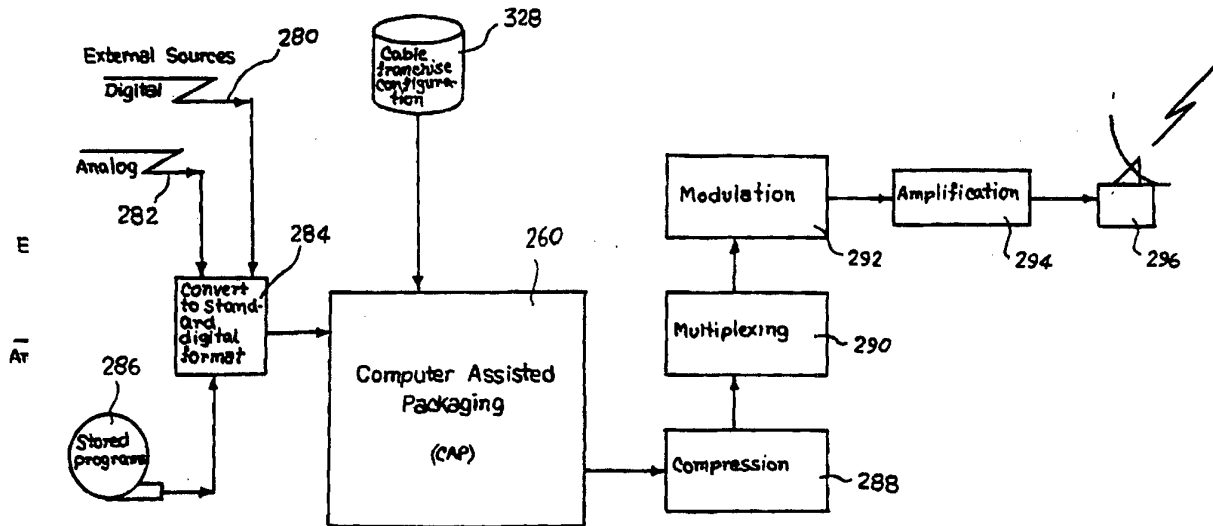 External Sources
280
Digital
Analog
282
328
Cable
franchise
configura-
tion
284
Convert
to stand-
ard
digital
format
286
Stored
programs
260
Computer Assisted
Packaging
(CAP)
Modulation
292
Amplification
294
296
Multiplexing
290
Compression
288
E
AT